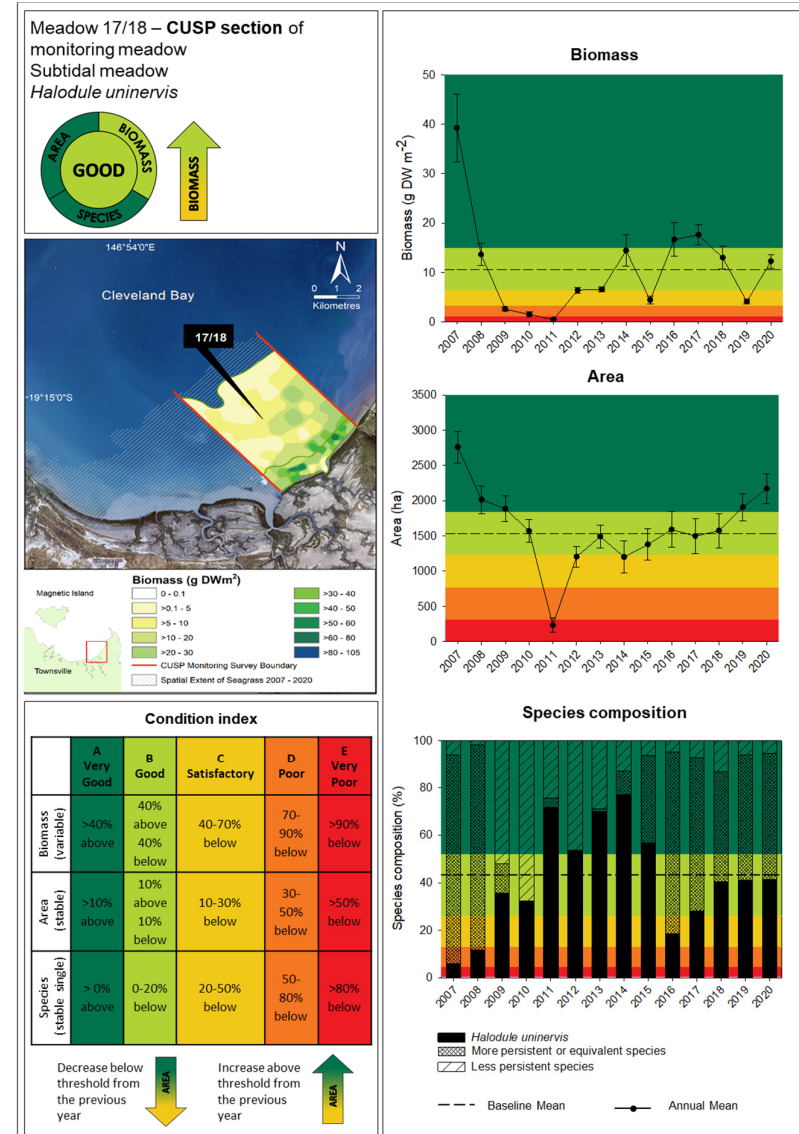 Meadow 17/18 – CUSP section of
monitoring meadow
Subtidal meadow
Halodule uninervis
AREA
BIOMASS
GOOD
SPECIES
BIOMASS
146°54'0"E
N
Cleveland Bay
0 1 2
Kilometres
17/18
19°15'0"S
Biomass (g DWm²)
Magnetic Island
Townsville
0 - 0.1
>0.1 - 5
>5 - 10
>10 - 20
>20 - 30
>30 - 40
>40 - 50
>50 - 60
>60 - 80
>80 - 105
CUSP Monitoring Survey Boundary
Spatial Extent of Seagrass 2007 - 2020
Condition index
A Very Good
B Good
C Satisfactory
D Poor
E Very Poor
Biomass (variable)
>40% above
40% above 40% below
40-70% below
70-90% below
>90% below
Area (stable)
>10% above
10% above 10% below
10-30% below
30-50% below
>50% below
Species (stable single)
> 0% above
0-20% below
20-50% below
50-80% below
>80% below
Decrease below
threshold from
the previous
year
AREA
Increase above
threshold from
the previous
year
AREA
Biomass
Biomass (g DW m⁻²)
50
40
30
20
10
0
2007 2008 2009 2010 2011 2012 2013 2014 2015 2016 2017 2018 2019 2020
Area
Area (ha)
3500
3000
2500
2000
1500
1000
500
0
2007 2008 2009 2010 2011 2012 2013 2014 2015 2016 2017 2018 2019 2020
Species composition
Species composition (%)
100
80
60
40
20
0
2007 2008 2009 2010 2011 2012 2013 2014 2015 2016 2017 2018 2019 2020
Halodule uninervis
More persistent or equivalent species
Less persistent species
Baseline Mean
Annual Mean